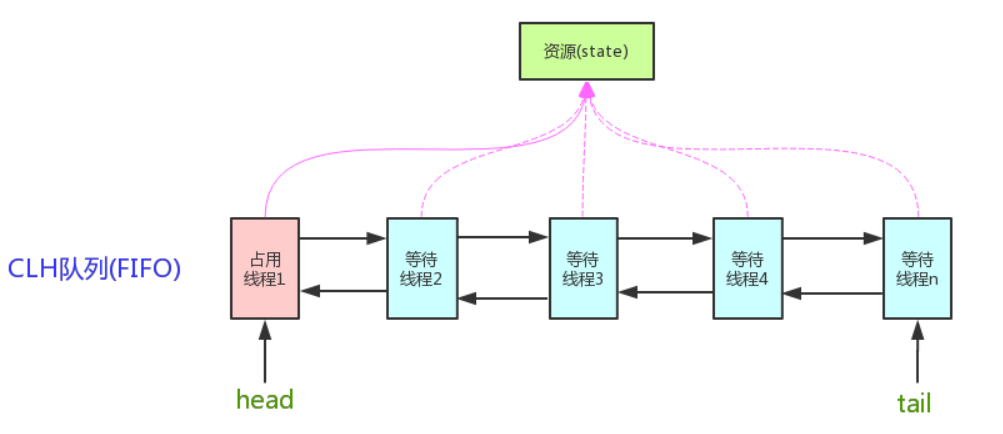 资源(state)
占用
线程1
等待
线程2
等待
线程3
等待
线程4
等待
线程n
CLH队列(FIFO)
head
tail